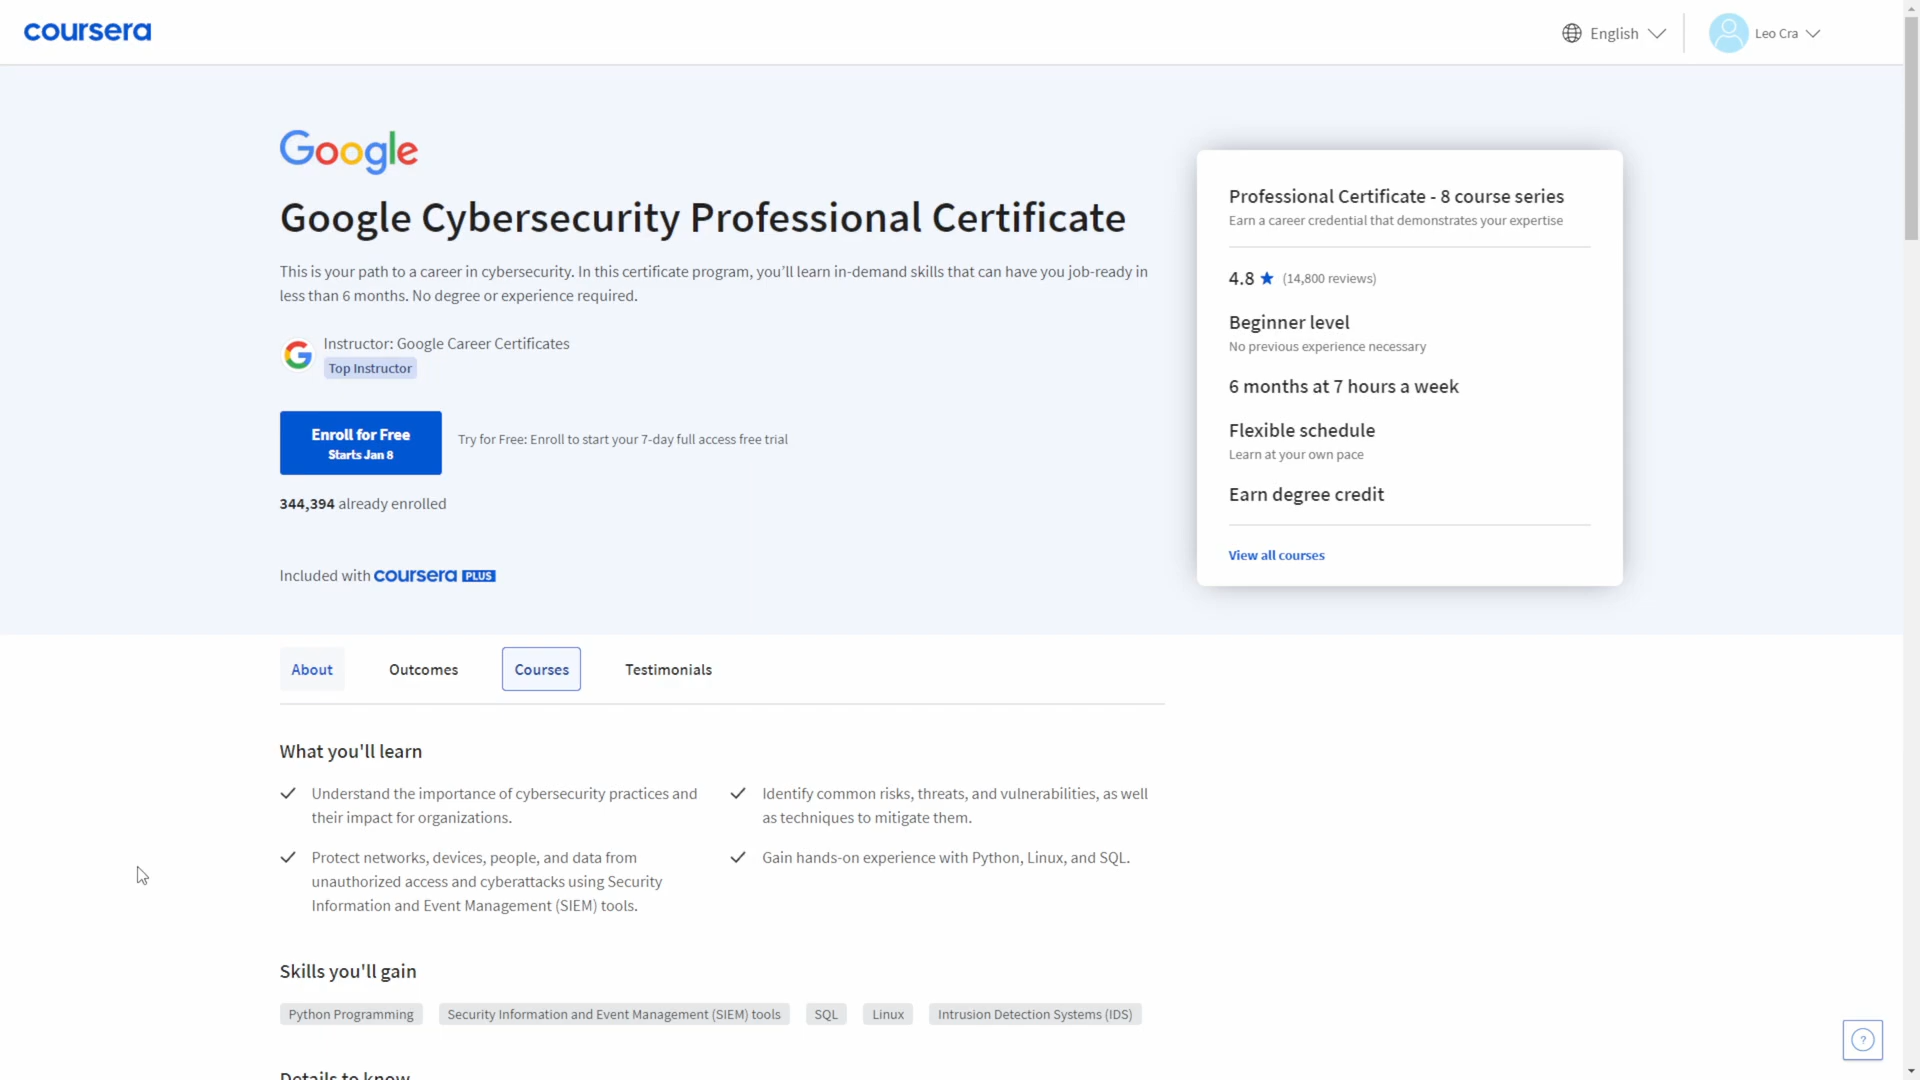 coursera
English
Leo Cra
Google
Google Cybersecurity Professional Certificate
This is your path to a career in cybersecurity. In this certificate program, you’ll learn in-demand skills that can have you job-ready in
less than 6 months. No degree or experience required.
G
Instructor: Google Career Certificates
Top Instructor
Enroll for Free
Starts Jan 8
Try for Free: Enroll to start your 7-day full access free trial
344,394 already enrolled
Included with coursera PLUS
Professional Certificate - 8 course series
Earn a career credential that demonstrates your expertise
4.8 ★ (14,800 reviews)
Beginner level
No previous experience necessary
6 months at 7 hours a week
Flexible schedule
Learn at your own pace
Earn degree credit
View all courses
About
Outcomes
Courses
Testimonials
What you'll learn
Understand the importance of cybersecurity practices and
their impact for organizations.
Identify common risks, threats, and vulnerabilities, as well
as techniques to mitigate them.
Protect networks, devices, people, and data from
unauthorized access and cyberattacks using Security
Information and Event Management (SIEM) tools.
Gain hands-on experience with Python, Linux, and SQL.
Skills you'll gain
Python Programming
Security Information and Event Management (SIEM) tools
SQL
Linux
Intrusion Detection Systems (IDS)
?
Details to know